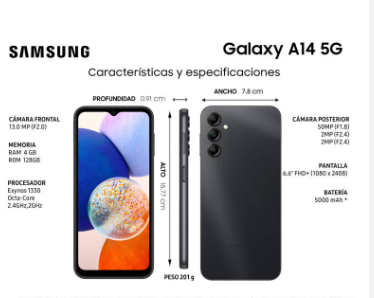 SAMSUNG
Galaxy A14 5G
Características y especificaciones
PROFUNDIDAD 0.91 cm
ANCHO 7.8 cm
CÁMARA FRONTAL
13.0 MP(F2.0)
MEMORIA
RAM 4 GB
ROM 128GB
PROCESADOR
Exynos 1330
Octa-Core
2.4GHz,2GHz
ALTO 16.77 cm
PESO 201 g
CÁMARA POSTERIOR
50MP (F1.8)
2MP (F2.4)
2MP (F2.4)
PANTALLA
6.6" FHD+ (1080 x 2408)
BATERÍA
5000 mAh *